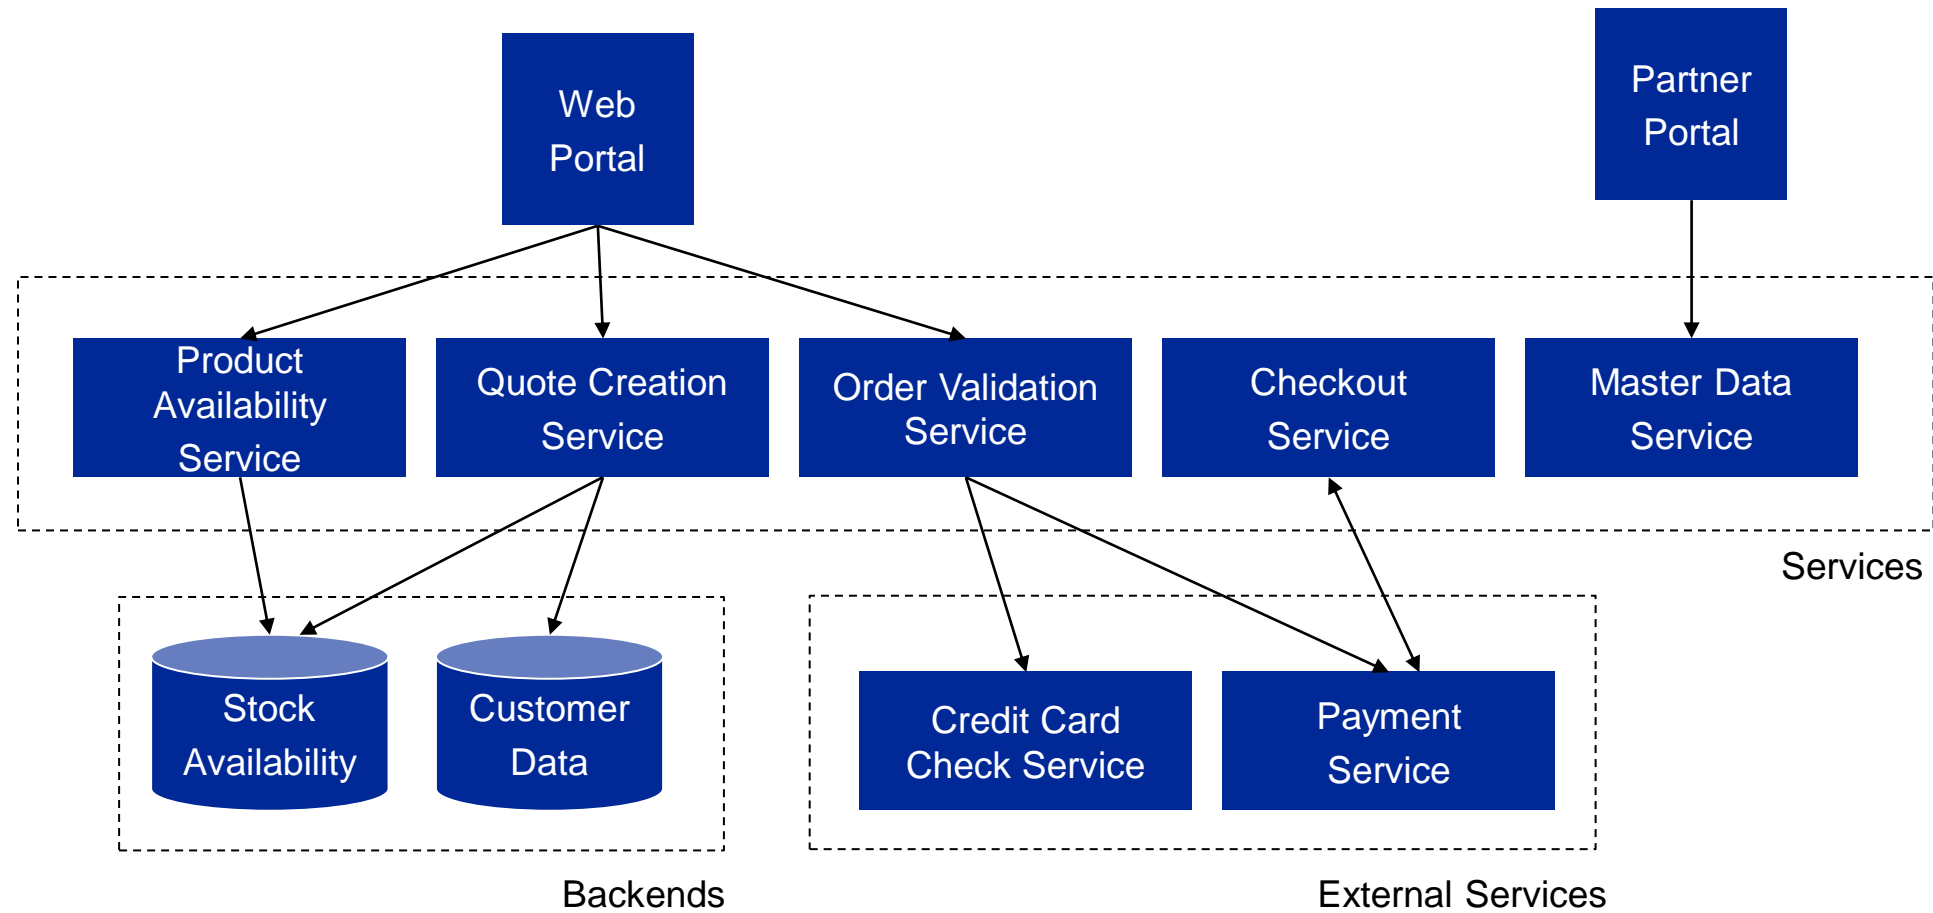 Web
Portal
Partner
Portal
Product
Availability
Service
Quote Creation
Service
Order Validation
Service
Checkout
Service
Master Data
Service
Services
Stock
Availability
Customer
Data
Credit Card
Check Service
Payment
Service
Backends
External Services